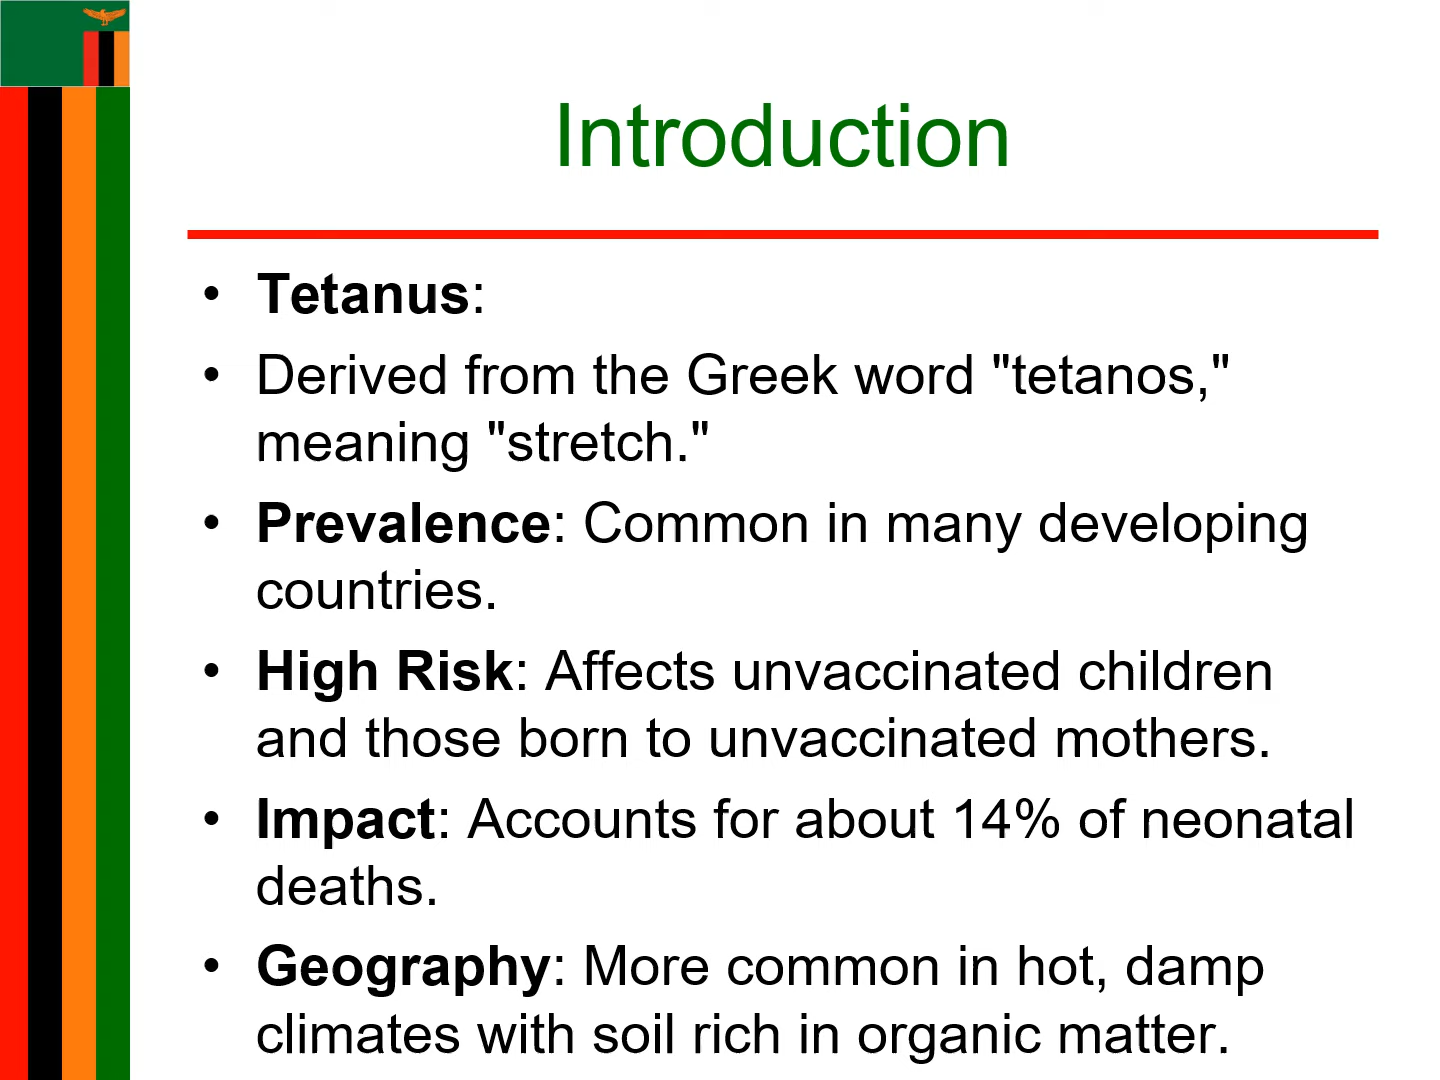 Introduction
• Tetanus:
• Derived from the Greek word "tetanos,"
meaning "stretch."
• Prevalence: Common in many developing
countries.
• High Risk: Affects unvaccinated children
and those born to unvaccinated mothers.
• Impact: Accounts for about 14% of neonatal
deaths.
• Geography: More common in hot, damp
climates with soil rich in organic matter.